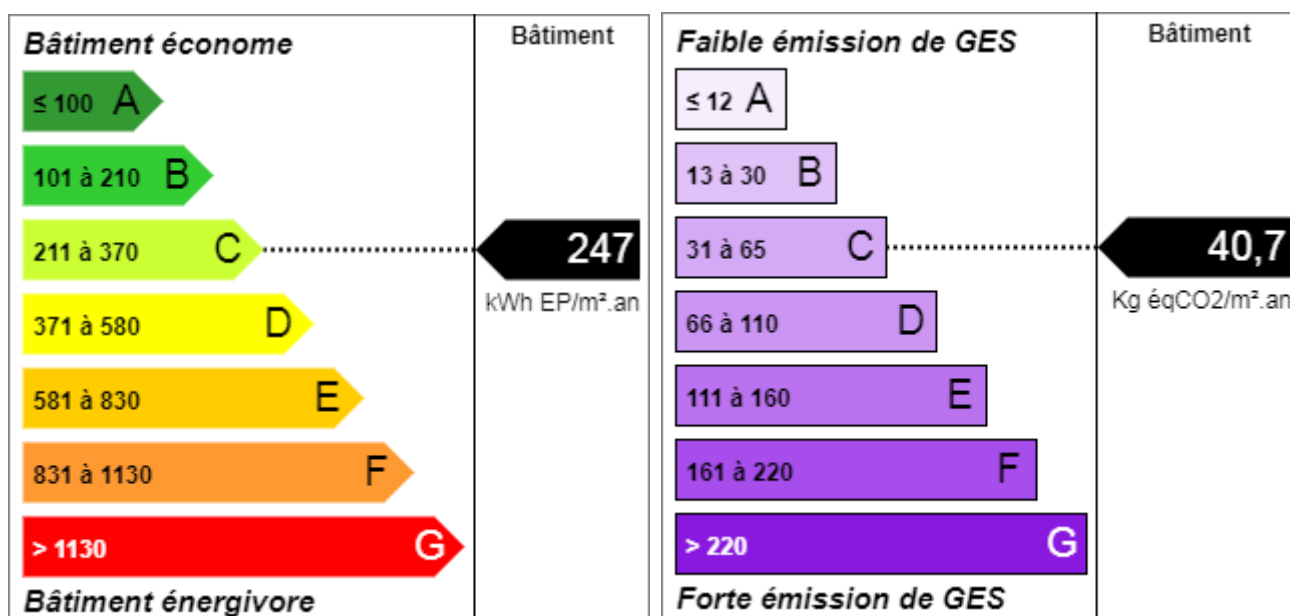 Bâtiment économe
Bâtiment
≤ 100 A
101 à 210 B
211 à 370 C
247
kWh EP/m².an
371 à 580 D
581 à 830 E
831 à 1130 F
> 1130 G
Bâtiment énergivore
Faible émission de GES
Bâtiment
≤ 12 A
13 à 30 B
31 à 65 C
40,7
Kg éqCO2/m².an
66 à 110 D
111 à 160 E
161 à 220 F
> 220 G
Forte émission de GES